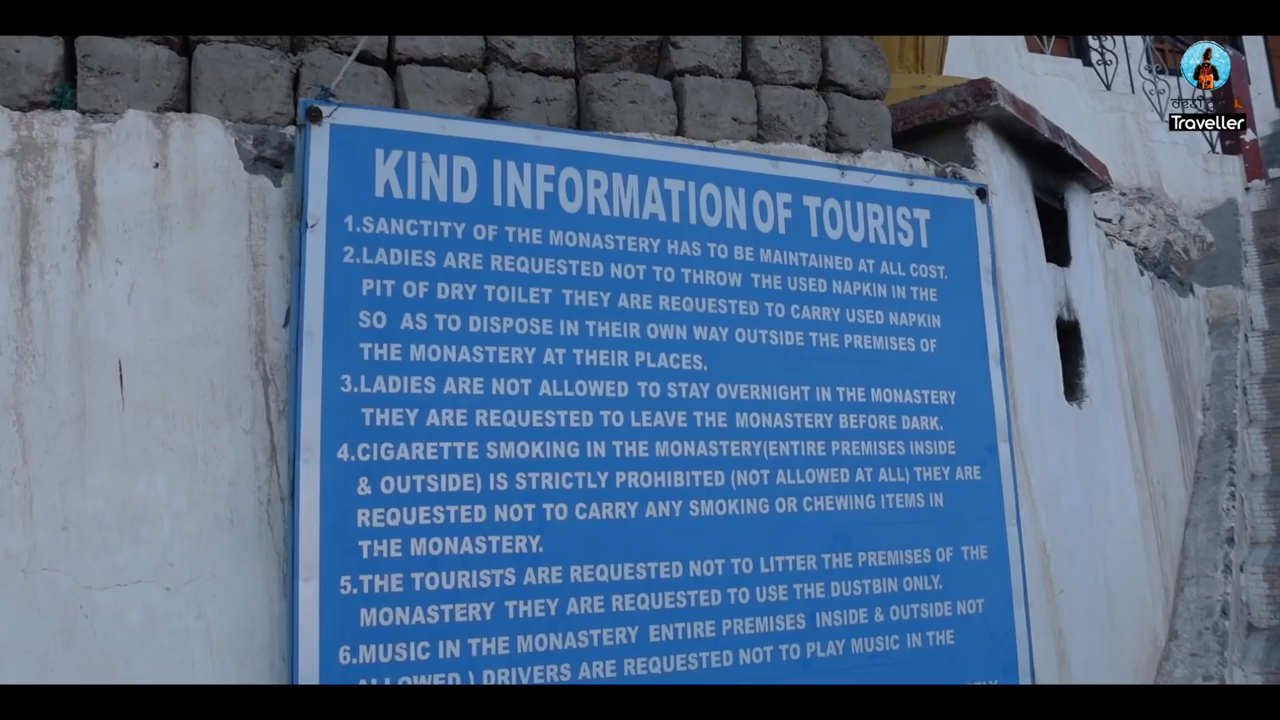 Traveller
KIND INFORMATION OF TOURIST
1.SANCTITY OF THE MONASTERY HAS TO BE MAINTAINED AT ALL COST.
2.LADIES ARE REQUESTED NOT TO THROW THE USED NAPKIN IN THE
PIT OF DRY TOILET THEY ARE REQUESTED TO CARRY USED NAPKIN
SO AS TO DISPOSE IN THEIR OWN WAY OUTSIDE THE PREMISES OF
THE MONASTERY AT THEIR PLACES.
3.LADIES ARE NOT ALLOWED TO STAY OVERNIGHT IN THE MONASTERY
THEY ARE REQUESTED TO LEAVE THE MONASTERY BEFORE DARK.
4.CIGARETTE SMOKING IN THE MONASTERY(ENTIRE PREMISES INSIDE
& OUTSIDE) IS STRICTLY PROHIBITED (NOT ALLOWED AT ALL) THEY ARE
REQUESTED NOT TO CARRY ANY SMOKING OR CHEWING ITEMS IN
THE MONASTERY.
5.THE TOURISTS ARE REQUESTED NOT TO LITTER THE PREMISES OF THE
MONASTERY THEY ARE REQUESTED TO USE THE DUSTBIN ONLY.
6.MUSIC IN THE MONASTERY ENTIRE PREMISES INSIDE & OUTSIDE NOT
ALLOWED ) DRIVERS ARE REQUESTED NOT TO PLAY MUSIC IN THE